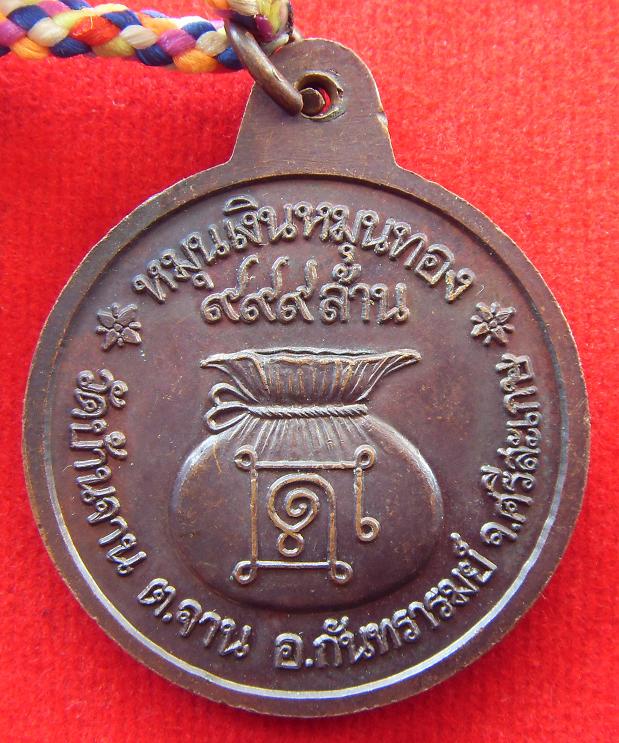 หมุนเงินหมุนทอง
๙๙๙ล้าน
วัดบ้านจาน ต.จาน อ.กันทรารมย์ จ.ศรีสะเกษ